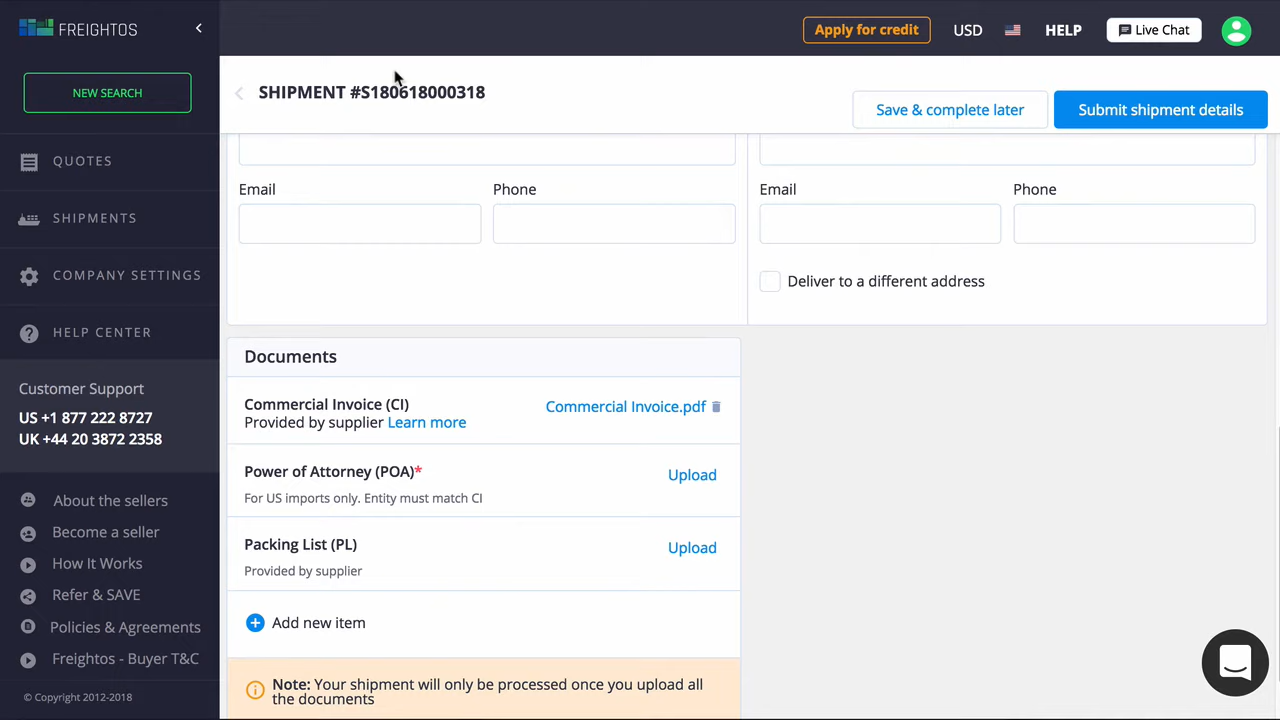 FREIGHTOS
Apply for credit
USD
HELP
Live Chat
NEW SEARCH
SHIPMENT #S180618000318
Save & complete later
Submit shipment details
QUOTES
SHIPMENTS
COMPANY SETTINGS
HELP CENTER
Customer Support
US +1 877 222 8727
UK +44 20 3872 2358
About the sellers
Become a seller
How It Works
Refer & SAVE
Policies & Agreements
Freightos - Buyer T&C
© Copyright 2012-2018
Email
Phone
Email
Phone
Deliver to a different address
Documents
Commercial Invoice (CI)
Commercial Invoice.pdf
Provided by supplier Learn more
Power of Attorney (POA)*
Upload
For US imports only. Entity must match CI
Packing List (PL)
Upload
Provided by supplier
Add new item
Note: Your shipment will only be processed once you upload all
the documents